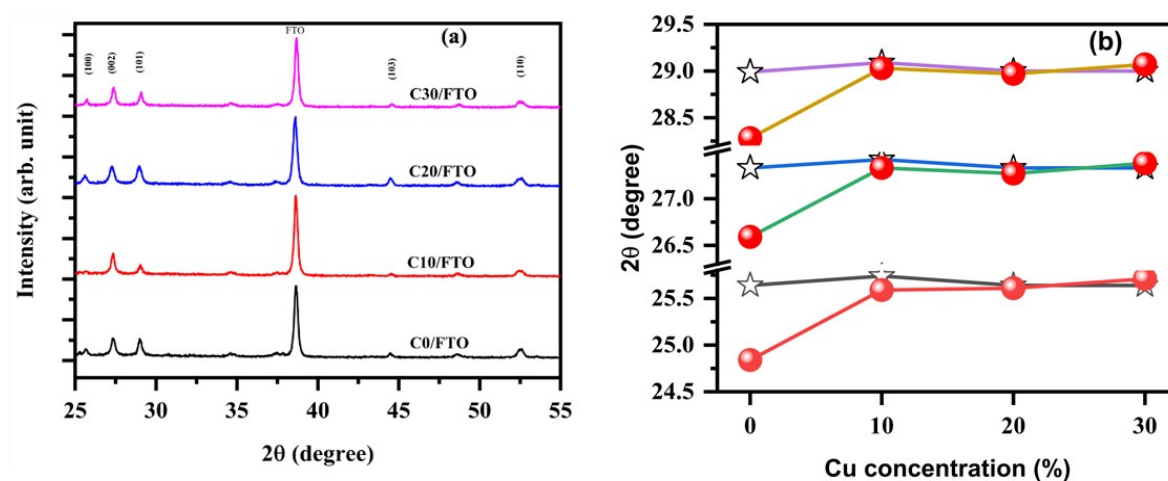 (a)
FTO
(100)
(002)
(101)
(103)
(110)
C30/FTO
C20/FTO
C10/FTO
C0/FTO
Intensity (arb. unit)
25 30 35 40 45 50 55
2θ (degree)
(b)
29.5
29.0
28.5
27.0
26.5
25.5
25.0
24.5
2θ (degree)
0 10 20 30
Cu concentration (%)